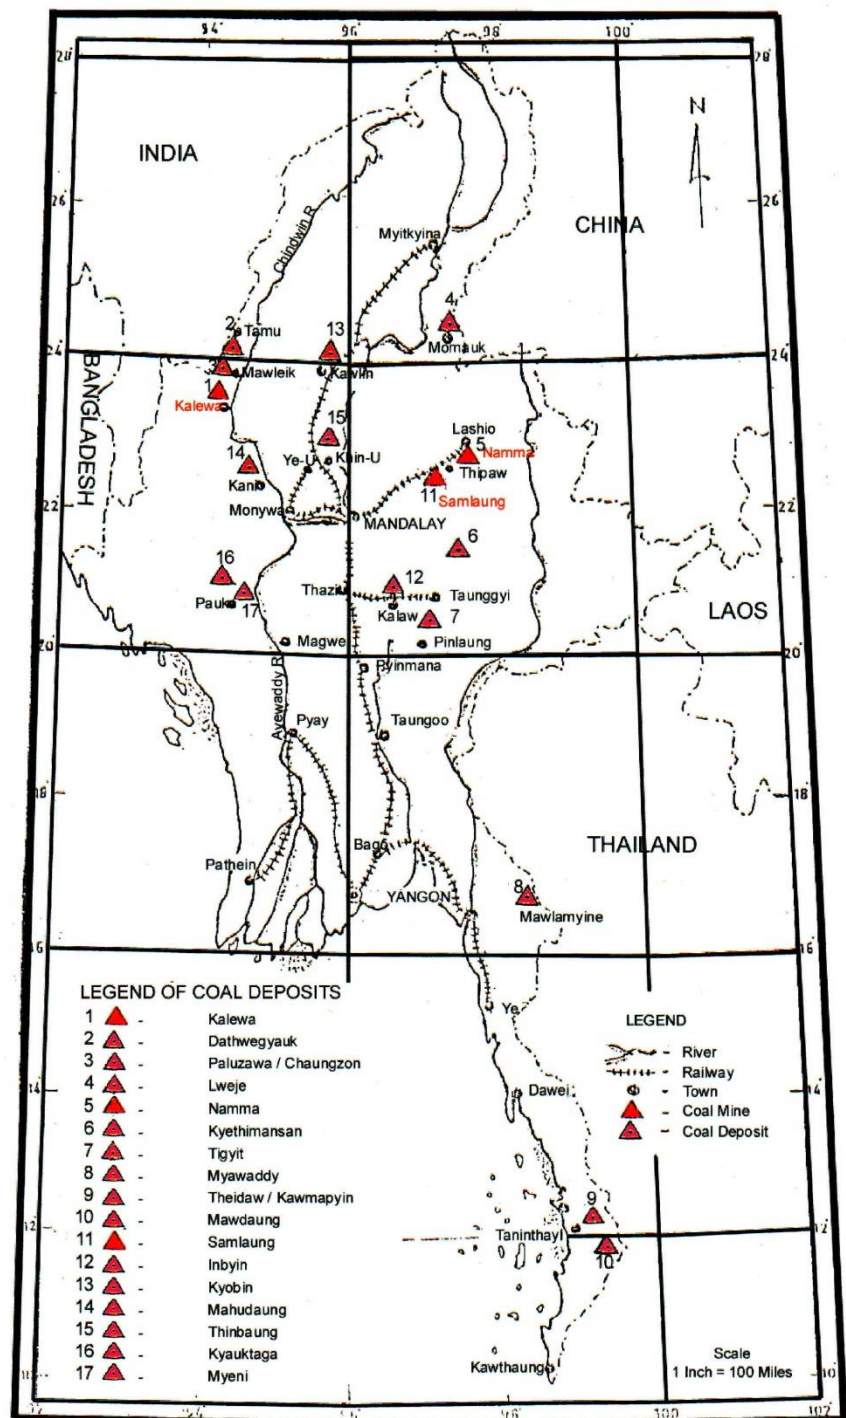 94
96
98
100
28
28
N
INDIA
26
26
Chindwin R
CHINA
Myitkyina
4
2
Tamu
13
Momauk
24
24
3
Mawleik
Kawlin
BANGLADESH
1
Kalewa
15
Lashio
5
Namma
14
Ye-U
Khin-U
Thipaw
Kani
11
Samlaung
22
22
Monywa
MANDALAY
6
16
12
Thazi
Taunggyi
Pauk
17
Kalaw
7
LAOS
Magwe
Pinlaung
20
20
Pyinmana
Ayewaddy R
Pyay
Taungoo
18
18
THAILAND
Bago
Pathein
8
YANGON
Mawlamyine
16
16
LEGEND OF COAL DEPOSITS
1 - Kalewa
2 - Dathwegyauk
3 - Paluzawa / Chaungzon
4 - Lweje
5 - Namma
6 - Kyethimansan
7 - Tigyit
8 - Myawaddy
9 - Theidaw / Kawmapyin
10 - Mawdaung
11 - Samlaung
12 - Inbyin
13 - Kyobin
14 - Mahudaung
15 - Thinbaung
16 - Kyauktaga
17 - Myeni
Ye
LEGEND
- River
- Railway
- Town
- Coal Mine
- Coal Deposit
14
14
Dawei
9
12
12
Taninthayi
10
Kawthaung
Scale
1 Inch = 100 Miles
10
10